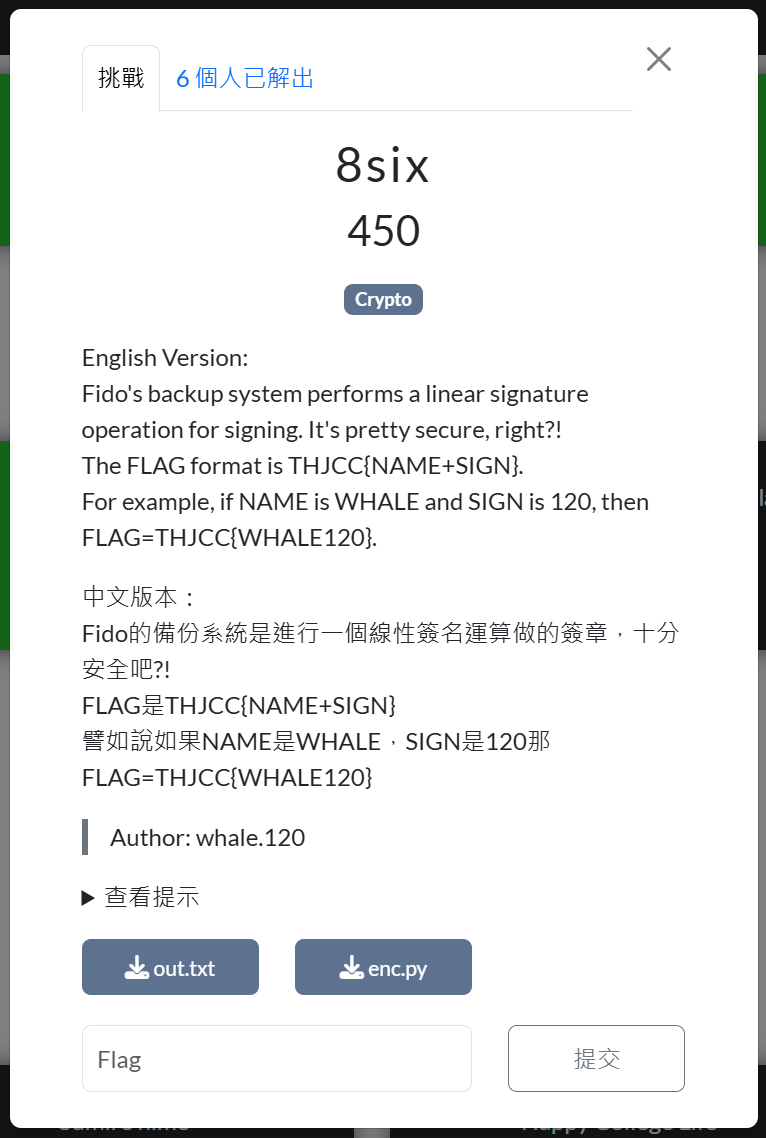 挑戰
6 個人已解出
8six
450
Crypto
English Version:
Fido's backup system performs a linear signature
operation for signing. It's pretty secure, right?!
The FLAG format is THJCC{NAME+SIGN}.
For example, if NAME is WHALE and SIGN is 120, then
FLAG=THJCC{WHALE120}.
中文版本：
Fido的備份系統是進行一個線性簽名運算做的簽章，十分
安全吧?!
FLAG是THJCC{NAME+SIGN}
譬如說如果NAME是WHALE，SIGN是120那
FLAG=THJCC{WHALE120}
Author: whale.120
查看提示
out.txt
enc.py
Flag
提交